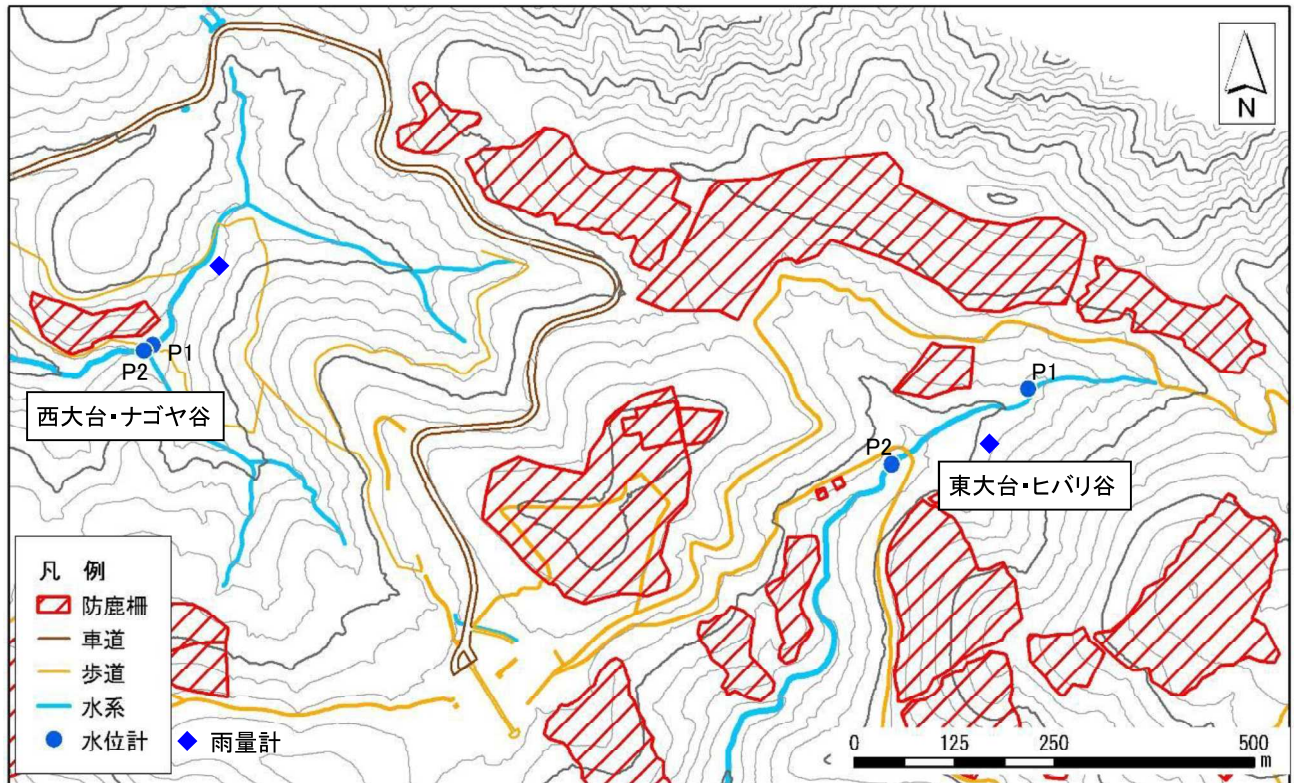 N
P1
P2
西大台・ナゴヤ谷
P1
P2
東大台・ヒバリ谷
凡 例
防鹿柵
車道
歩道
水系
水位計
雨量計
0 125 250 500
m